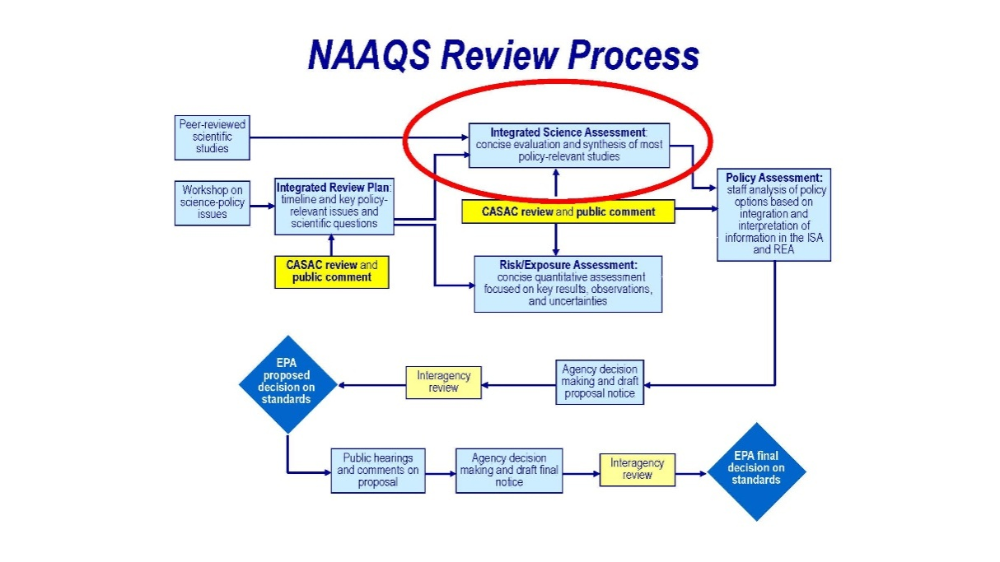 NAAQS Review Process
Peer-reviewed
scientific
studies
Integrated Science Assessment:
concise evaluation and synthesis of most
policy-relevant studies
Workshop on
science-policy
issues
Integrated Review Plan:
timeline and key policy-
relevant issues and
scientific questions
CASAC review and
public comment
CASAC review and public comment
Risk/Exposure Assessment:
concise quantitative assessment
focused on key results, observations,
and uncertainties
Policy Assessment:
staff analysis of policy
options based on
integration and
interpretation of
information in the ISA
and REA
Agency decision
making and draft
proposal notice
Interagency
review
EPA
proposed
decision on
standards
Public hearings
and comments on
proposal
Agency decision
making and draft final
notice
Interagency
review
EPA final
decision on
standards